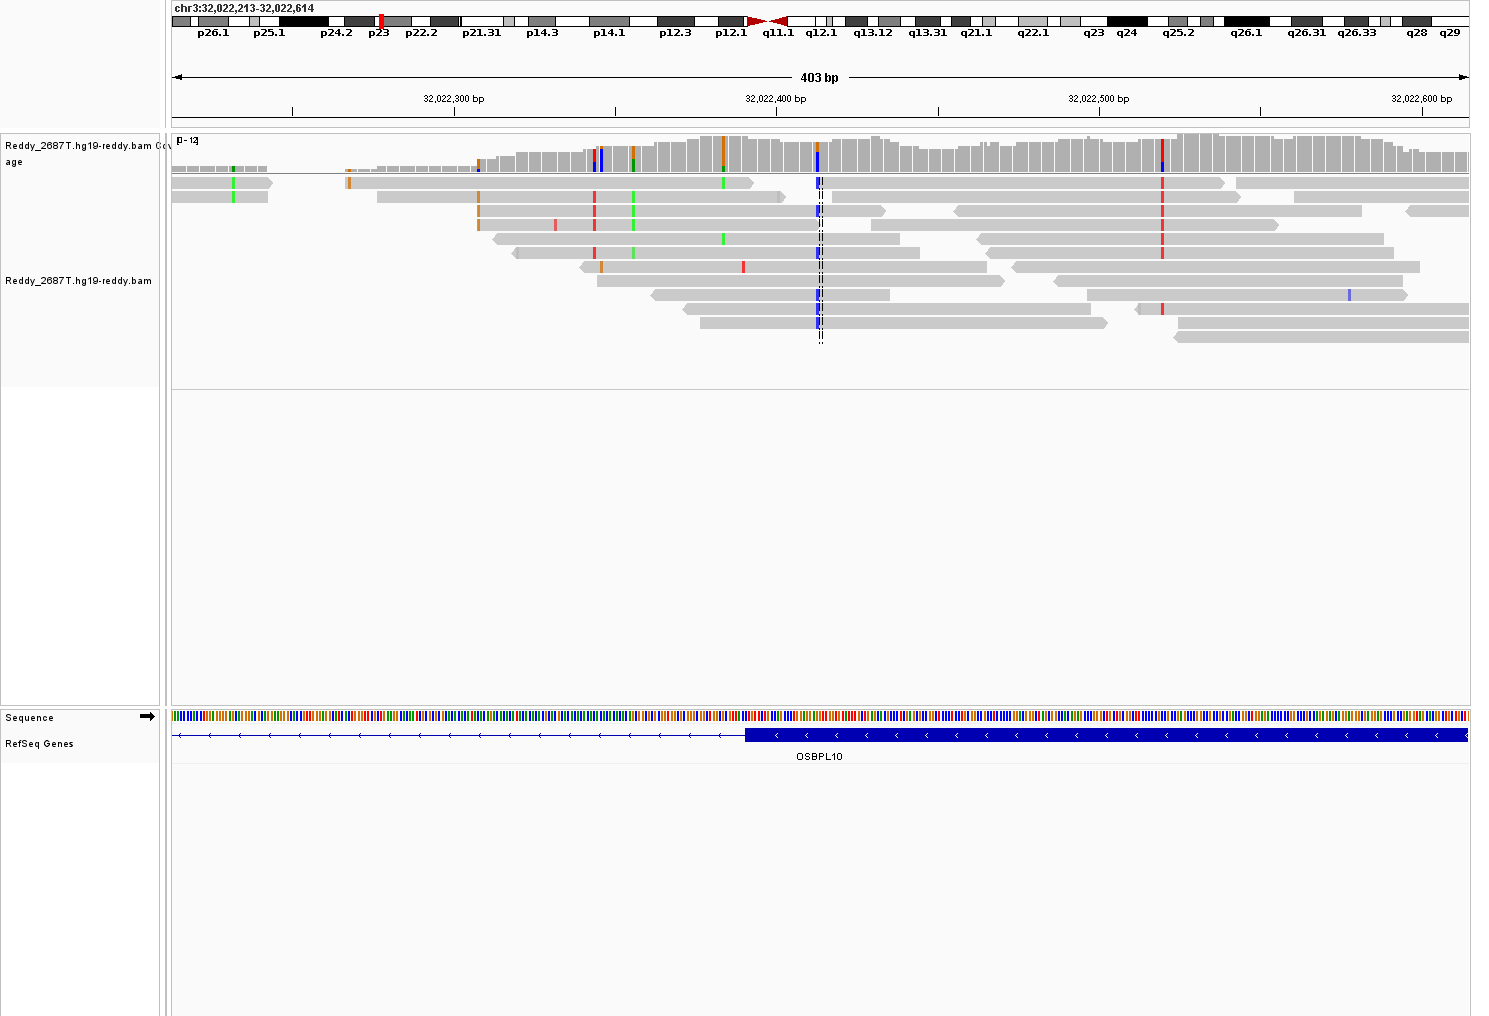 chr3:32,022,213-32,022,614
p26.1 p25.1 p24.2 p23 p22.2 p21.31 p14.3 p14.1 p12.3 p12.1 q11.1 q12.1 q13.12 q13.31 q21.1 q22.1 q23 q24 q25.2 q26.1 q26.31 q26.33 q28 q29
403 bp
32,022,300 bp 32,022,400 bp 32,022,500 bp 32,022,600 bp
Reddy_2687T.hg19-reddy.bam Cov [0 - 12]
age
Reddy_2687T.hg19-reddy.bam
Sequence
RefSeq Genes
OSBPL10